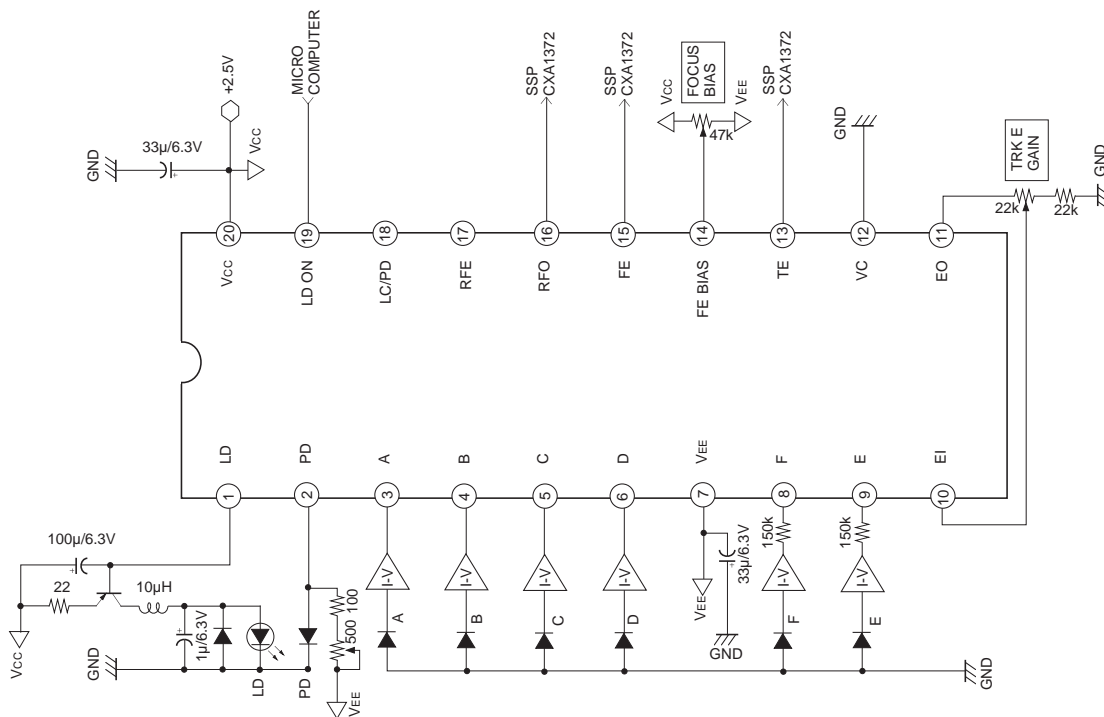 GND
33µ/6.3V
+
VCC
+2.5V
MICRO
COMPUTER
SSP
CXA1372
SSP
CXA1372
VCC
FOCUS
BIAS
VEE
47k
SSP
CXA1372
GND
TRK E
GAIN
22k
22k
GND
20
19
18
17
16
15
14
13
12
11
VCC
LD ON
LC/PD
RFE
RFO
FE
FE BIAS
TE
VC
EO
LD
PD
A
B
C
D
VEE
F
E
EI
1
2
3
4
5
6
7
8
9
10
100µ/6.3V
+
22
10µH
VCC
GND
1µ/6.3V
+
LD
PD
500
100
VEE
I-V
I-V
I-V
I-V
A
B
C
D
VEE
33µ/6.3V
+
GND
150k
150k
I-V
I-V
F
E
GND